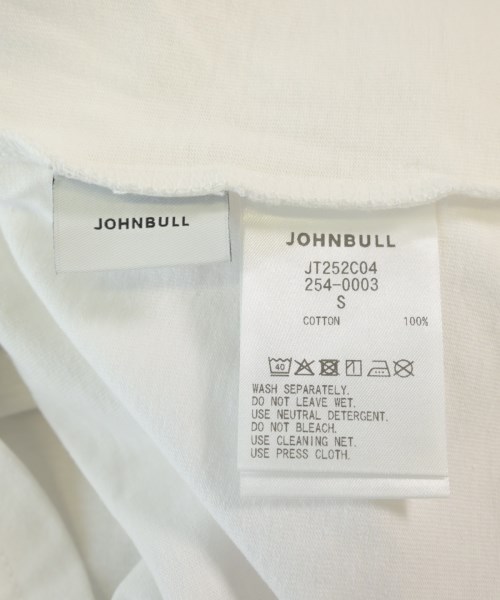 JOHNBULL
JOHNBULL
JT252C04
254-0003
S
COTTON 100%
40
WASH SEPARATELY.
DO NOT LEAVE WET.
USE NEUTRAL DETERGENT.
DO NOT BLEACH.
USE CLEANING NET.
USE PRESS CLOTH.